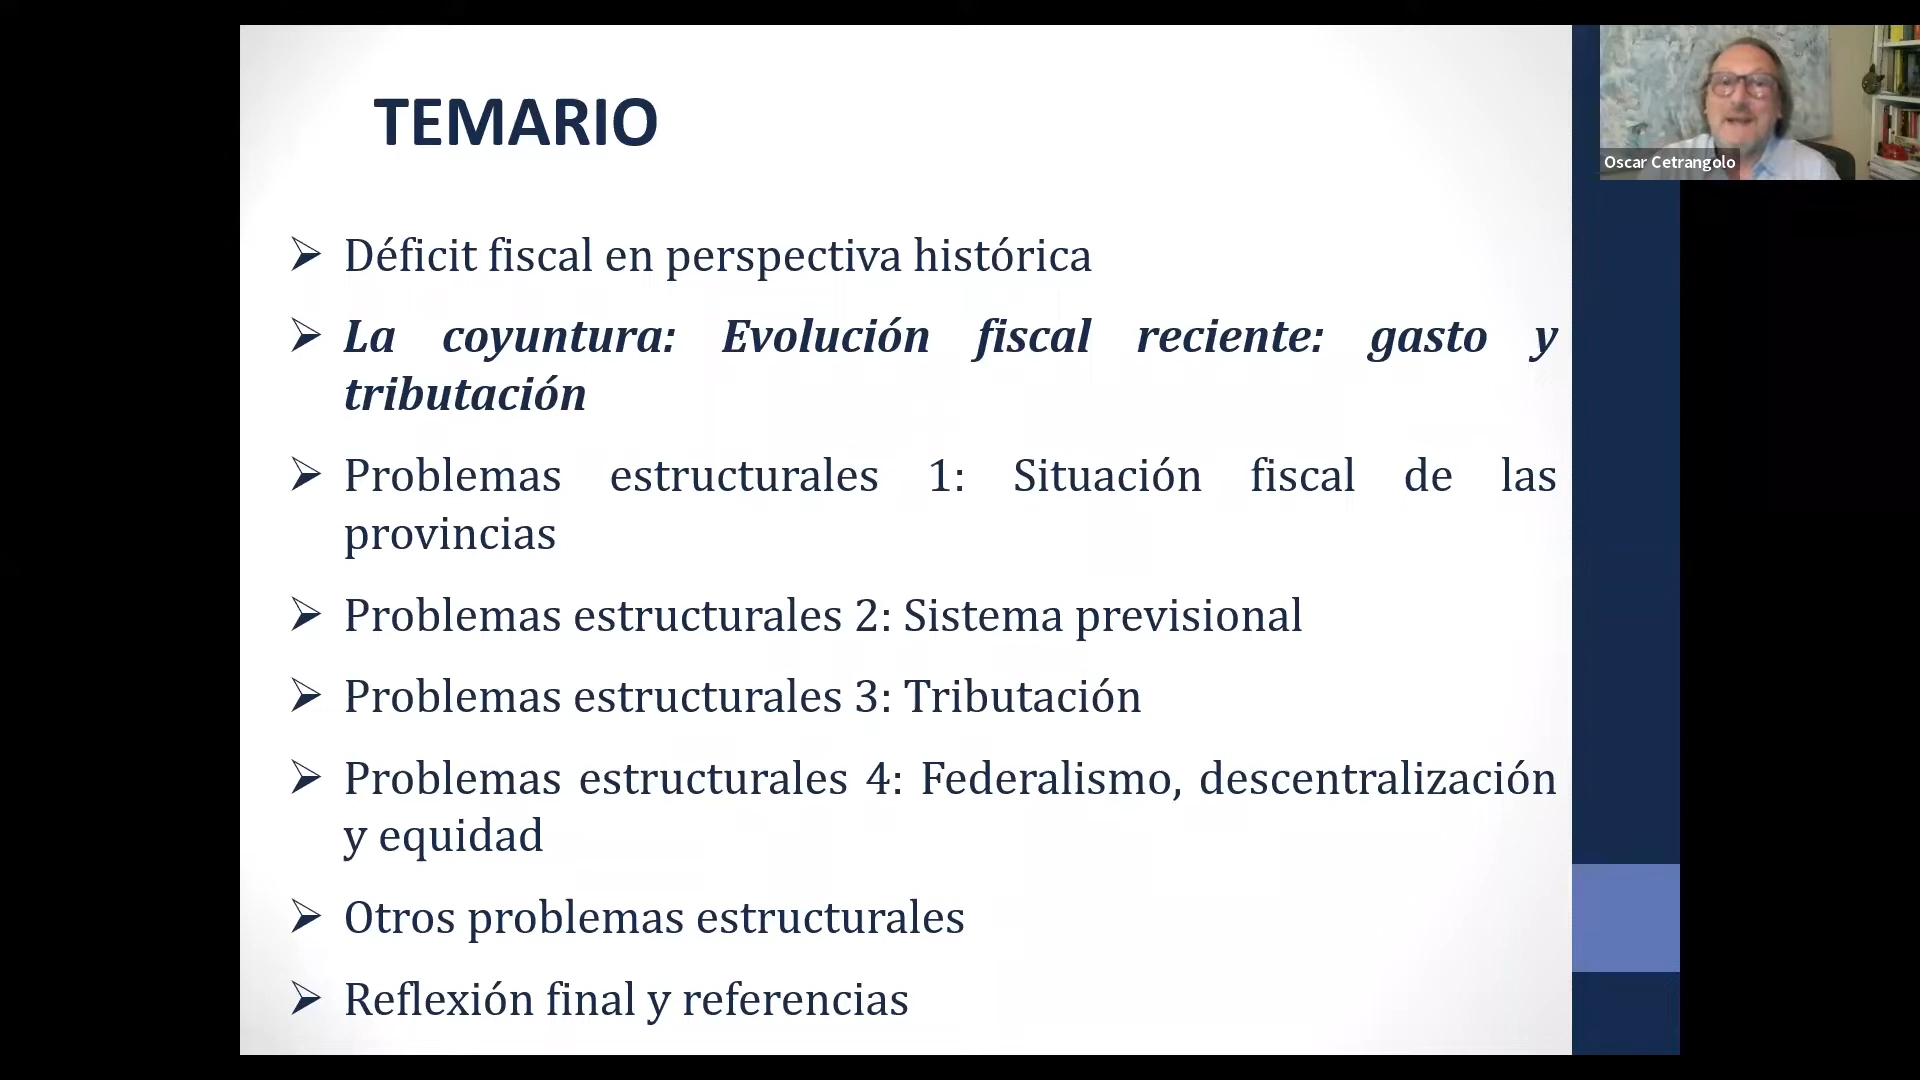 TEMARIO
Oscar Cetrangolo
Déficit fiscal en perspectiva histórica
La coyuntura: Evolución fiscal reciente: gasto y
tributación
Problemas estructurales 1: Situación fiscal de las
provincias
Problemas estructurales 2: Sistema previsional
Problemas estructurales 3: Tributación
Problemas estructurales 4: Federalismo, descentralización
y equidad
Otros problemas estructurales
Reflexión final y referencias